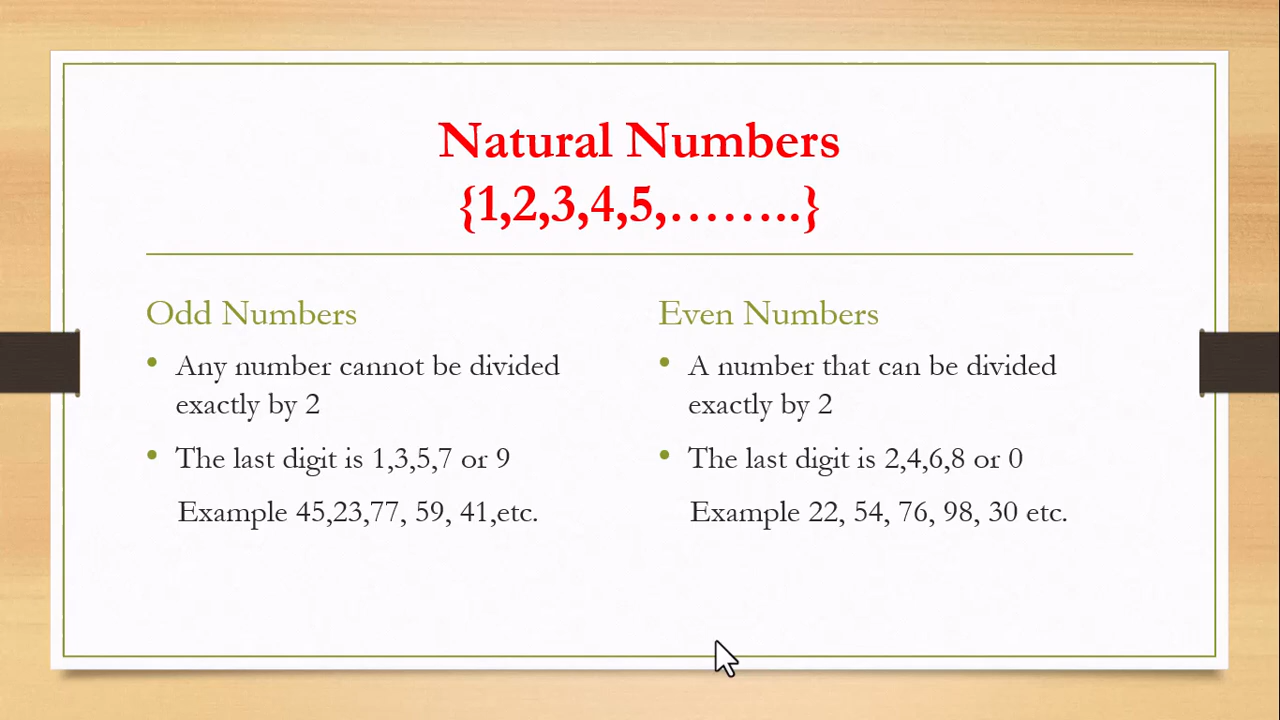 Natural Numbers
{1,2,3,4,5,……..}
Odd Numbers
• Any number cannot be divided
exactly by 2
• The last digit is 1,3,5,7 or 9
Example 45,23,77, 59, 41,etc.
Even Numbers
• A number that can be divided
exactly by 2
• The last digit is 2,4,6,8 or 0
Example 22, 54, 76, 98, 30 etc.